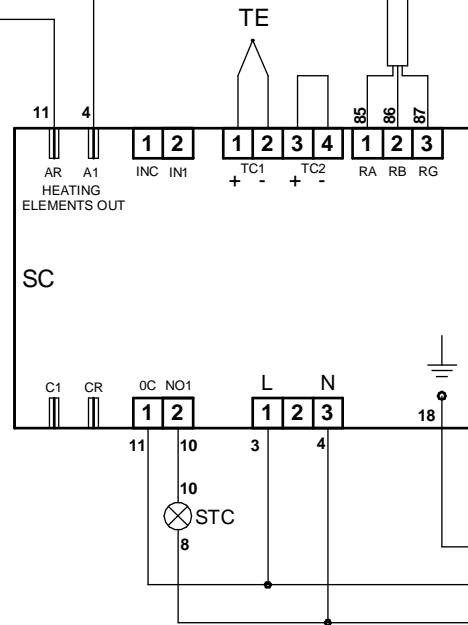 TE
11 4 85 86 87
1 2 1 2 3 4 1 2 3
AR A1 INC IN1 TC1 TC2 RA RB RG
+ - + -
HEATING
ELEMENTS OUT
SC
C1 CR 0C NO1 L N
1 2 1 2 3 18
11 10 3 4
10
STC
8